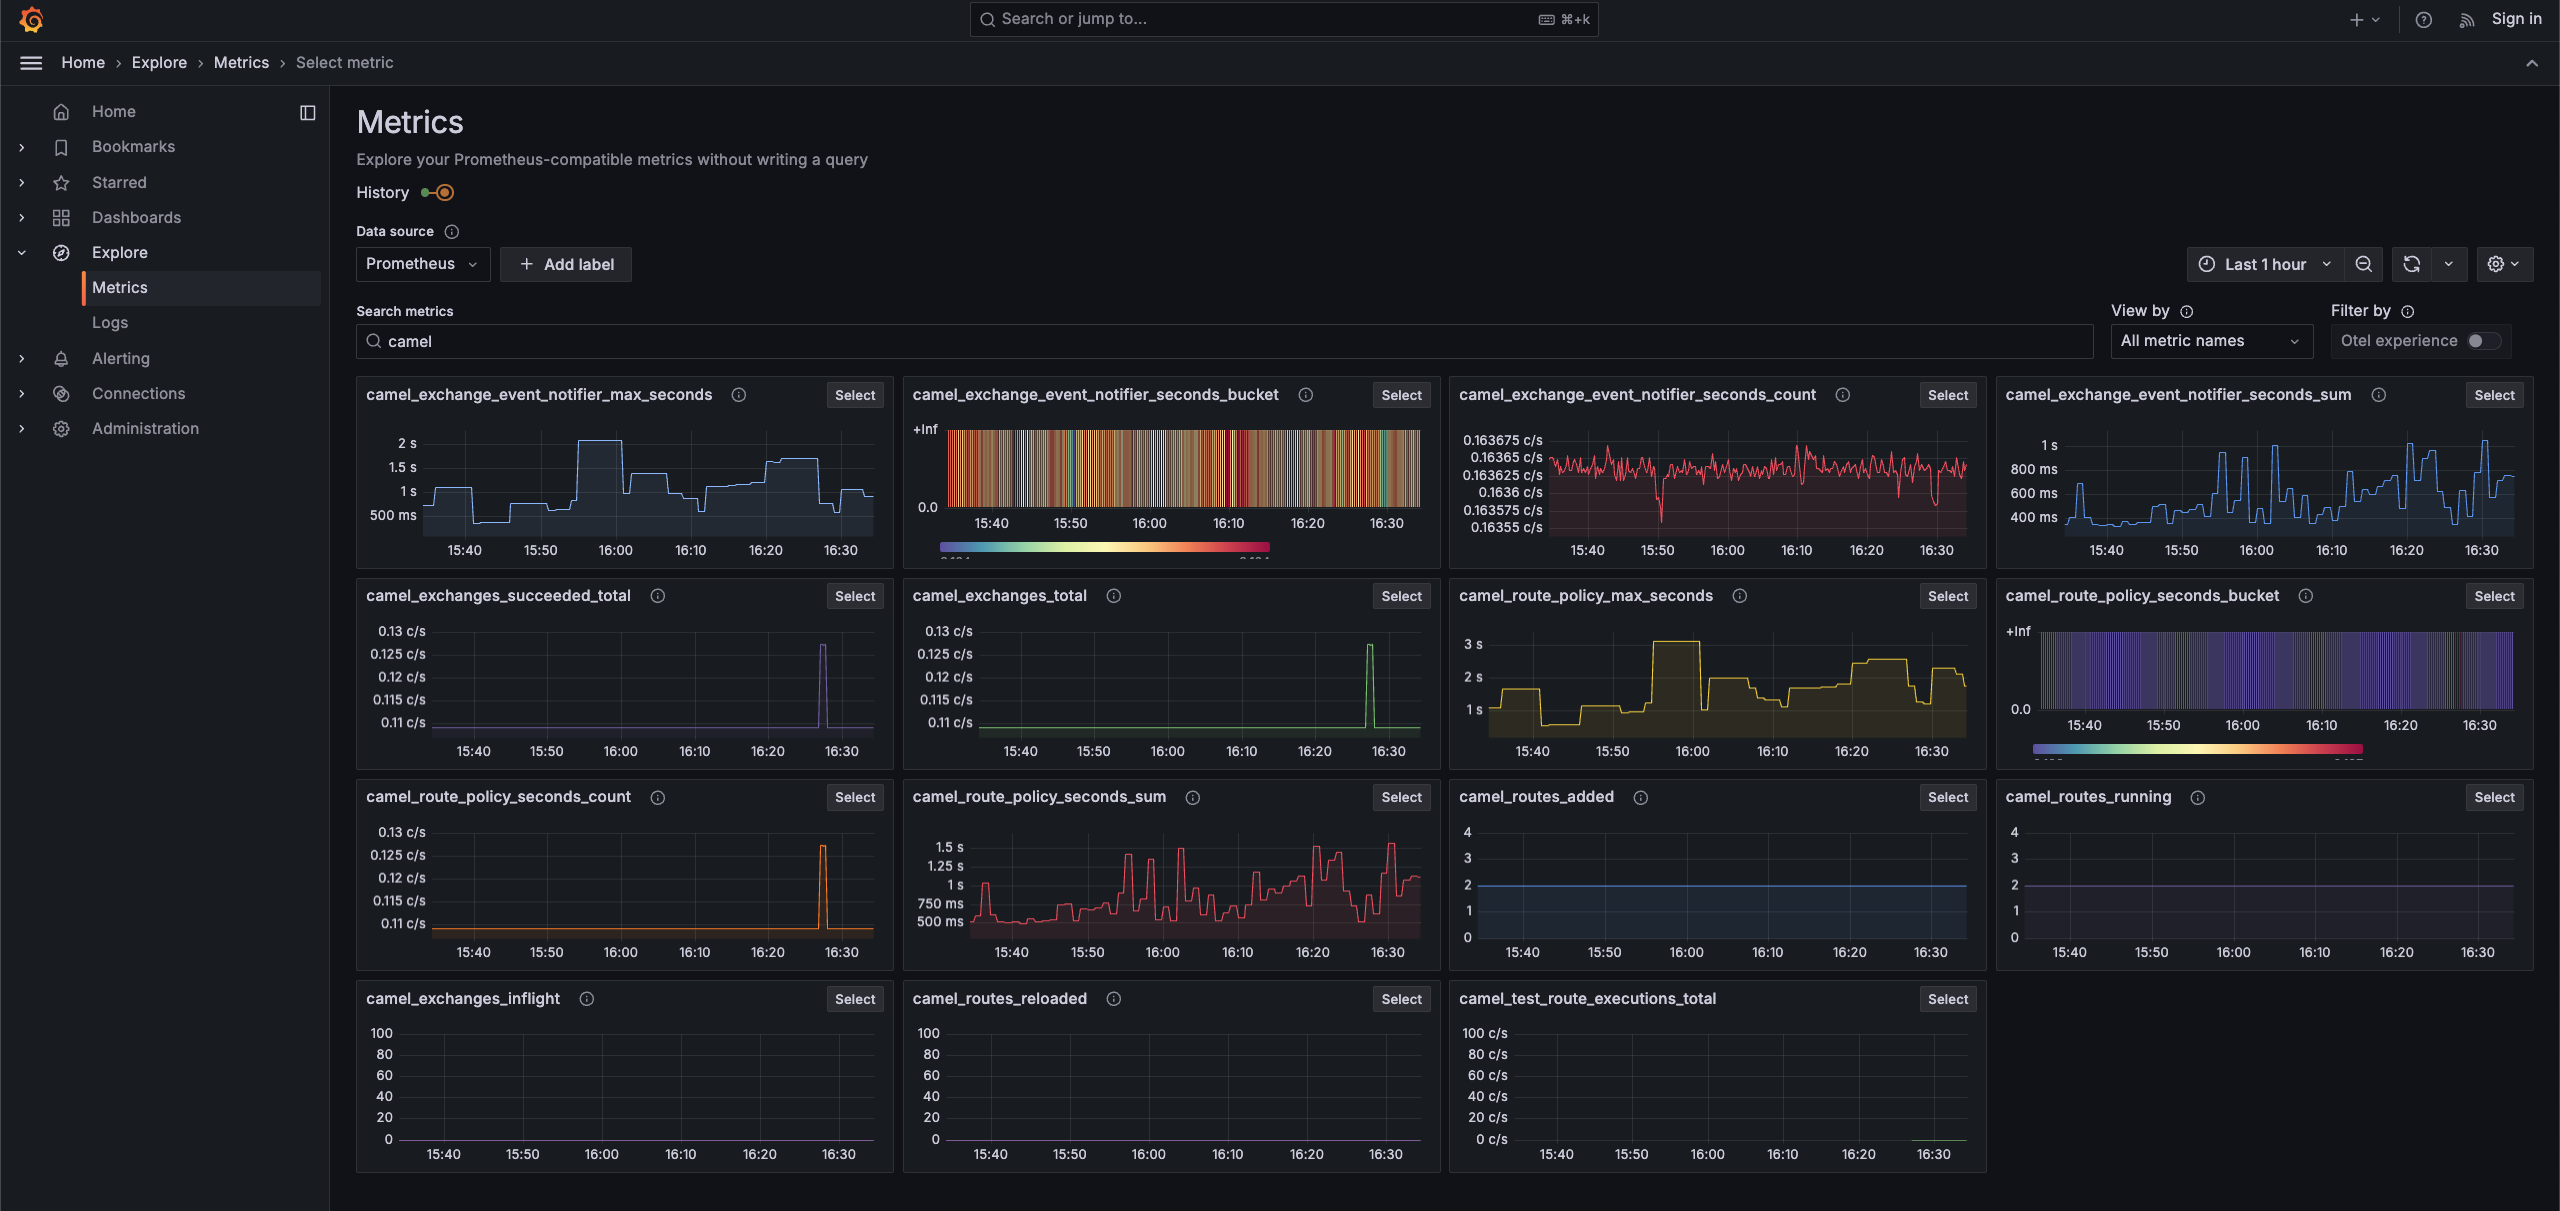 Search or jump to...
⌘+k
Sign in
Home › Explore › Metrics › Select metric
Home
Bookmarks
Starred
Dashboards
Explore
Metrics
Logs
Alerting
Connections
Administration
Metrics
Explore your Prometheus-compatible metrics without writing a query
History
Data source
Prometheus
+ Add label
Last 1 hour
Search metrics
camel
View by
All metric names
Filter by
Otel experience
camel_exchange_event_notifier_max_seconds
Select
2 s
1.5 s
1 s
500 ms
15:40 15:50 16:00 16:10 16:20 16:30
camel_exchange_event_notifier_seconds_bucket
Select
+Inf
0.0
15:40 15:50 16:00 16:10 16:20 16:30
camel_exchange_event_notifier_seconds_count
Select
0.163675 c/s
0.16365 c/s
0.163625 c/s
0.1636 c/s
0.163575 c/s
0.16355 c/s
15:40 15:50 16:00 16:10 16:20 16:30
camel_exchange_event_notifier_seconds_sum
Select
1 s
800 ms
600 ms
400 ms
15:40 15:50 16:00 16:10 16:20 16:30
camel_exchanges_succeeded_total
Select
0.13 c/s
0.125 c/s
0.12 c/s
0.115 c/s
0.11 c/s
15:40 15:50 16:00 16:10 16:20 16:30
camel_exchanges_total
Select
0.13 c/s
0.125 c/s
0.12 c/s
0.115 c/s
0.11 c/s
15:40 15:50 16:00 16:10 16:20 16:30
camel_route_policy_max_seconds
Select
3 s
2 s
1 s
15:40 15:50 16:00 16:10 16:20 16:30
camel_route_policy_seconds_bucket
Select
+Inf
0.0
15:40 15:50 16:00 16:10 16:20 16:30
camel_route_policy_seconds_count
Select
0.13 c/s
0.125 c/s
0.12 c/s
0.115 c/s
0.11 c/s
15:40 15:50 16:00 16:10 16:20 16:30
camel_route_policy_seconds_sum
Select
1.5 s
1.25 s
1 s
750 ms
500 ms
15:40 15:50 16:00 16:10 16:20 16:30
camel_routes_added
Select
4
3
2
1
0
15:40 15:50 16:00 16:10 16:20 16:30
camel_routes_running
Select
4
3
2
1
0
15:40 15:50 16:00 16:10 16:20 16:30
camel_exchanges_inflight
Select
100
80
60
40
20
0
15:40 15:50 16:00 16:10 16:20 16:30
camel_routes_reloaded
Select
100
80
60
40
20
0
15:40 15:50 16:00 16:10 16:20 16:30
camel_test_route_executions_total
Select
100 c/s
80 c/s
60 c/s
40 c/s
20 c/s
0 c/s
15:40 15:50 16:00 16:10 16:20 16:30